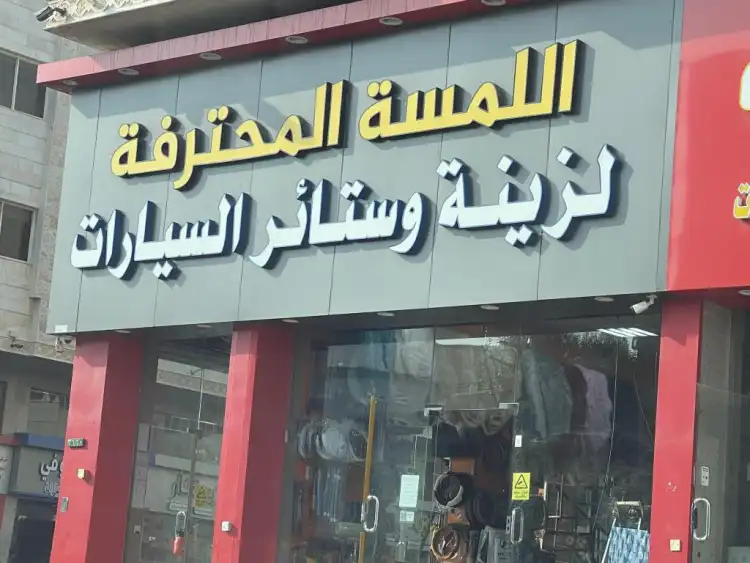 اللمسة المحترفة
لزينة وستائر السيارات